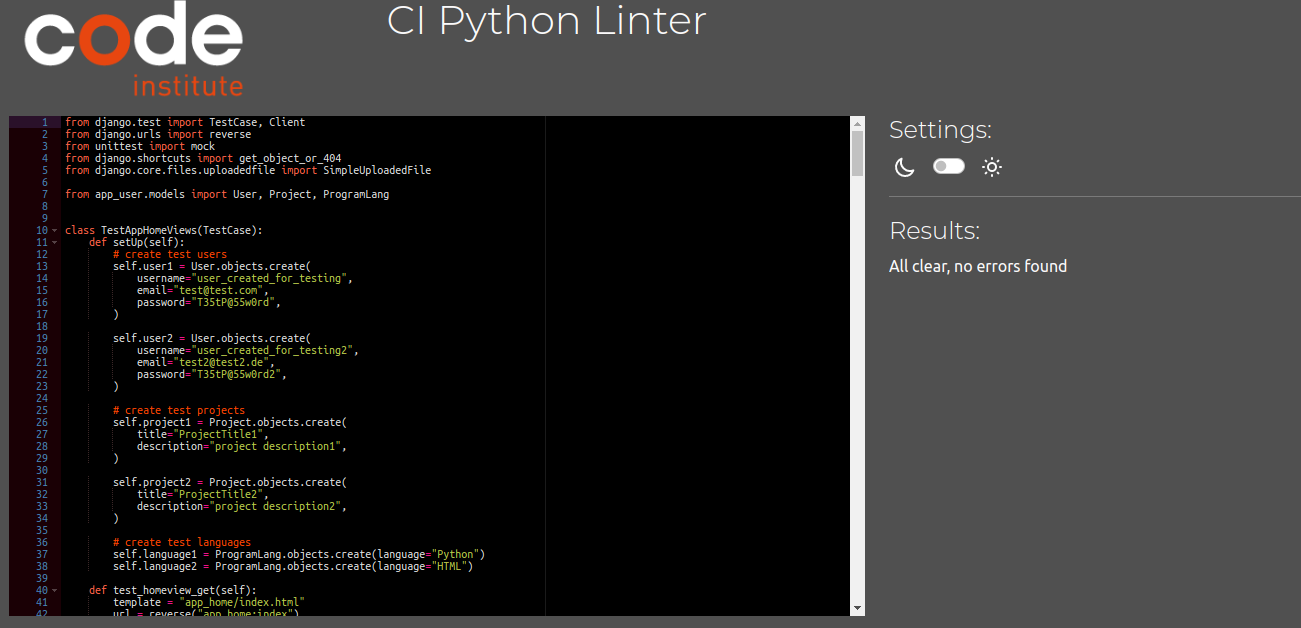 code
institute
CI Python Linter
1 from django.test import TestCase, Client
2 from django.urls import reverse
3 from unittest import mock
4 from django.shortcuts import get_object_or_404
5 from django.core.files.uploadedfile import SimpleUploadedFile
6
7 from app_user.models import User, Project, ProgramLang
8
9
10 class TestAppHomeViews(TestCase):
11     def setUp(self):
12         # create test users
13         self.user1 = User.objects.create(
14             username="user_created_for_testing",
15             email="test@test.com",
16             password="T35tP@55w0rd",
17         )
18
19         self.user2 = User.objects.create(
20             username="user_created_for_testing2",
21             email="test2@test2.de",
22             password="T35tP@55w0rd2",
23         )
24
25         # create test projects
26         self.project1 = Project.objects.create(
27             title="ProjectTitle1",
28             description="project description1",
29         )
30
31         self.project2 = Project.objects.create(
32             title="ProjectTitle2",
33             description="project description2",
34         )
35
36         # create test languages
37         self.language1 = ProgramLang.objects.create(language="Python")
38         self.language2 = ProgramLang.objects.create(language="HTML")
39
40     def test_homeview_get(self):
41         template = "app_home/index.html"
42         url = reverse("app_home:index")
Settings:
Results:
All clear, no errors found